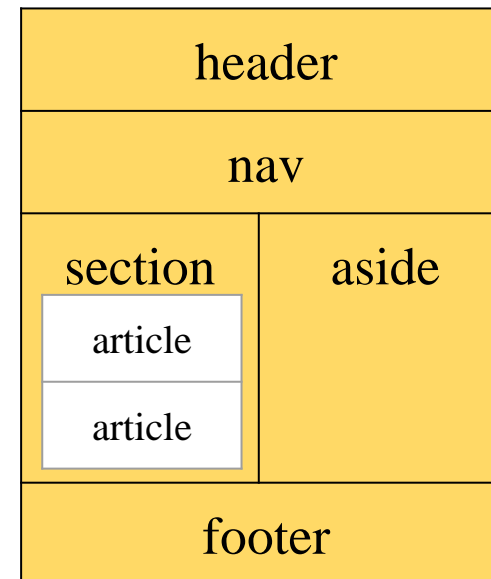 header
nav
section
article
article
aside
footer